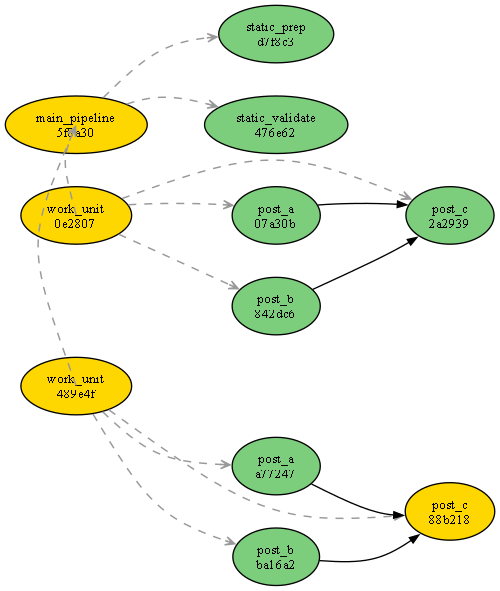 static_prep
d7f8c3
main_pipeline
static_validate
476e62
work_unit
0e2807
post_a
07a30b
post_c
2a2939
post_b
842dc6
work_unit
489e4f
post_a
a77247
post_c
88b218
post_b
ba16a2